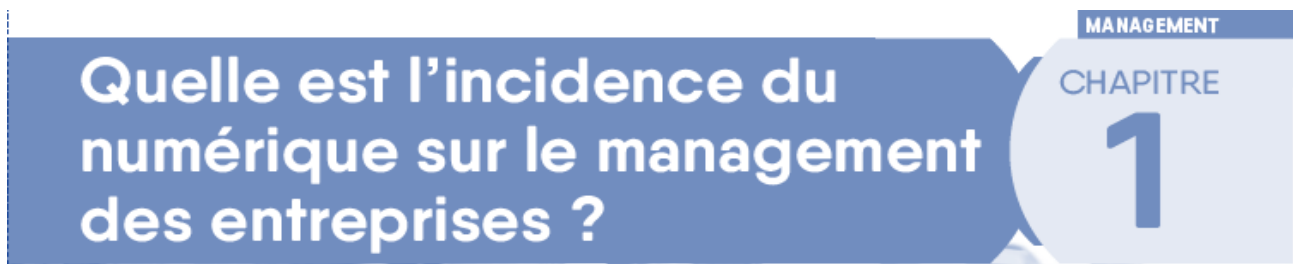 MANAGEMENT
CHAPITRE
1
Quelle est l’incidence du
numérique sur le management
des entreprises ?